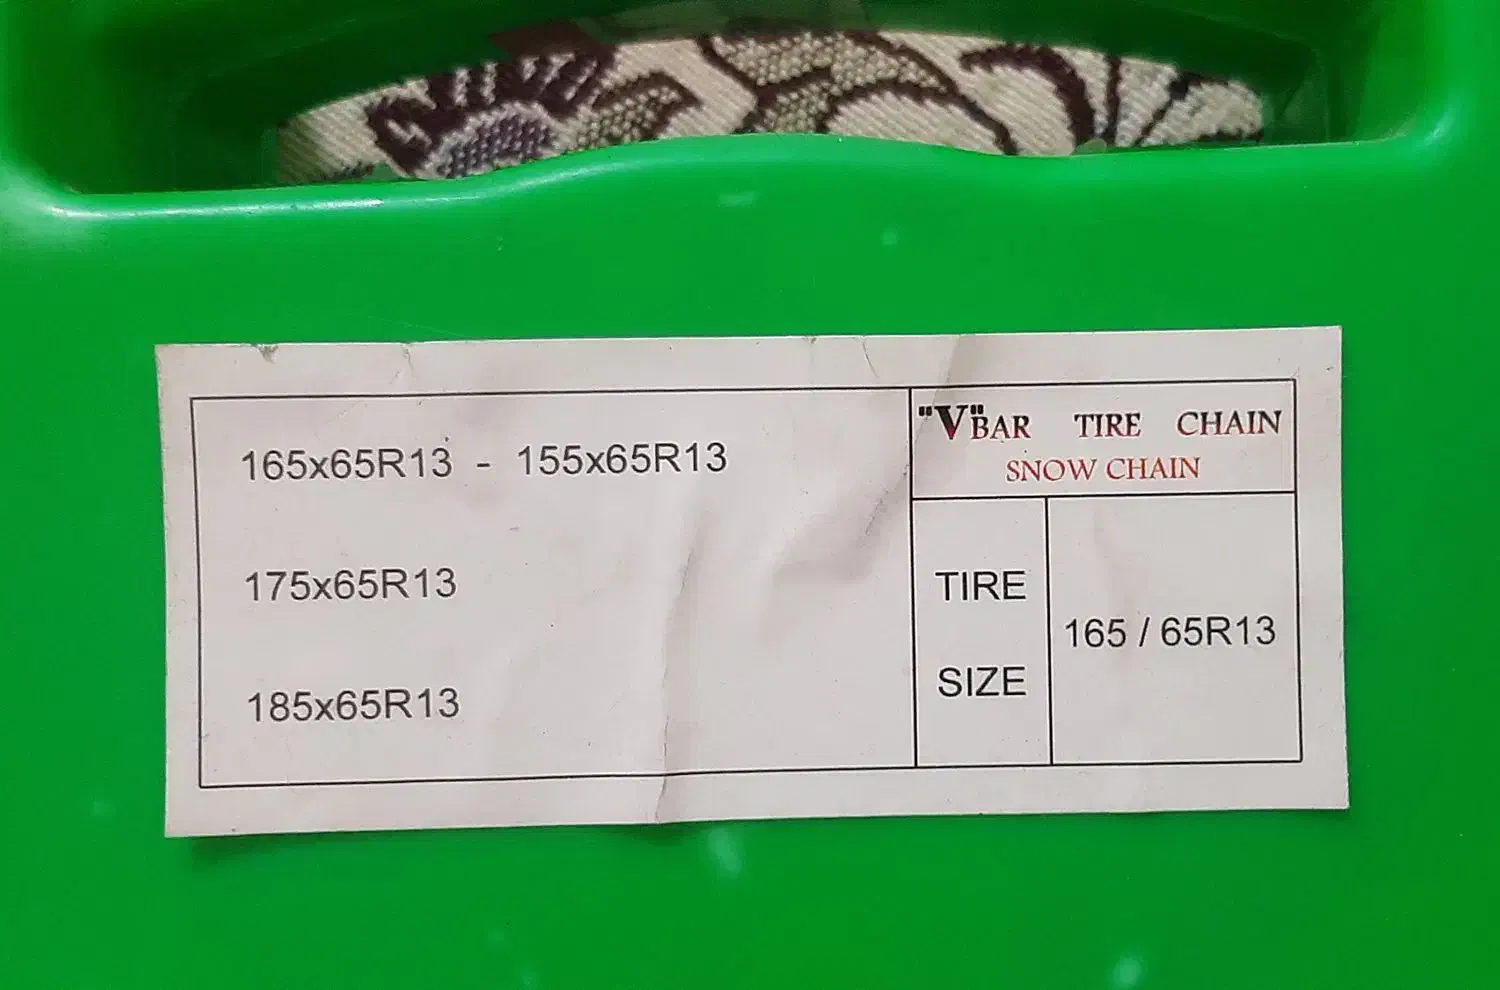 165x65R13 - 155x65R13
175x65R13
185x65R13
"V"BAR TIRE CHAIN
SNOW CHAIN
TIRE
SIZE
165 / 65R13